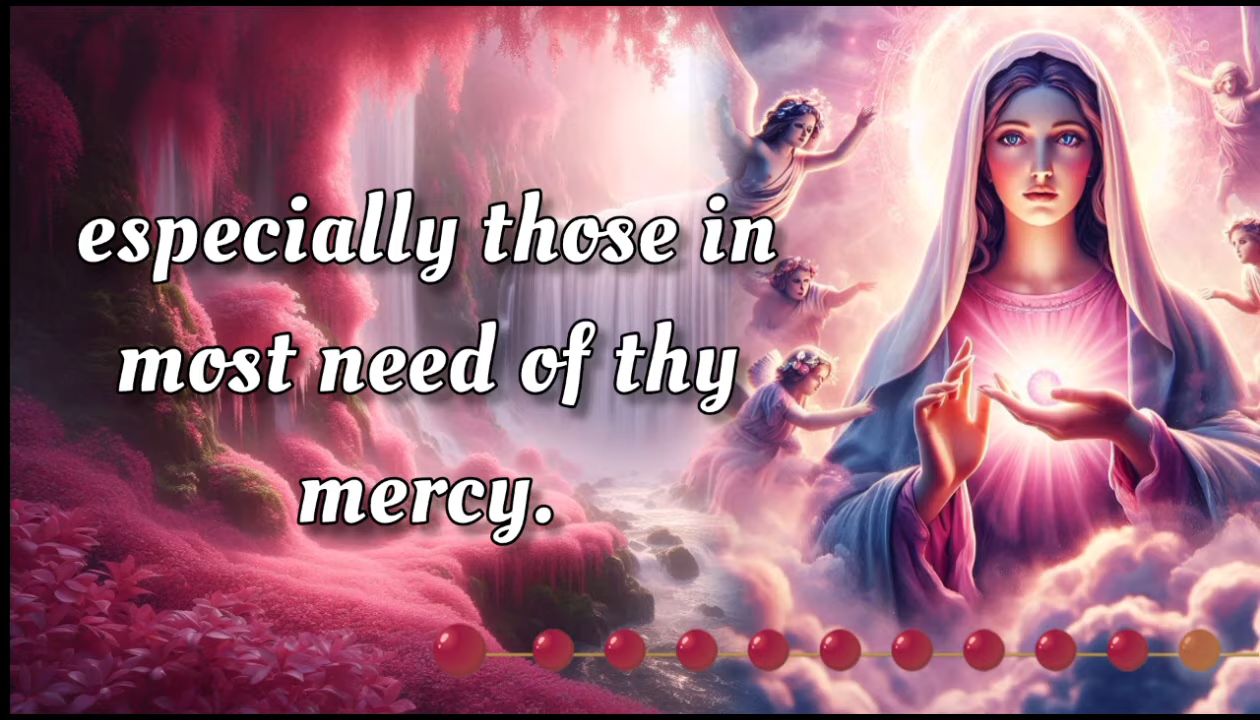 especially those in
most need of thy
mercy.